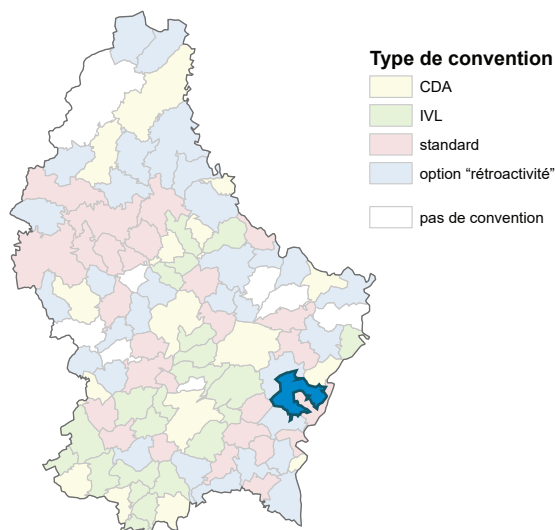 Type de convention
CDA
IVL
standard
option “rétroactivité”
pas de convention